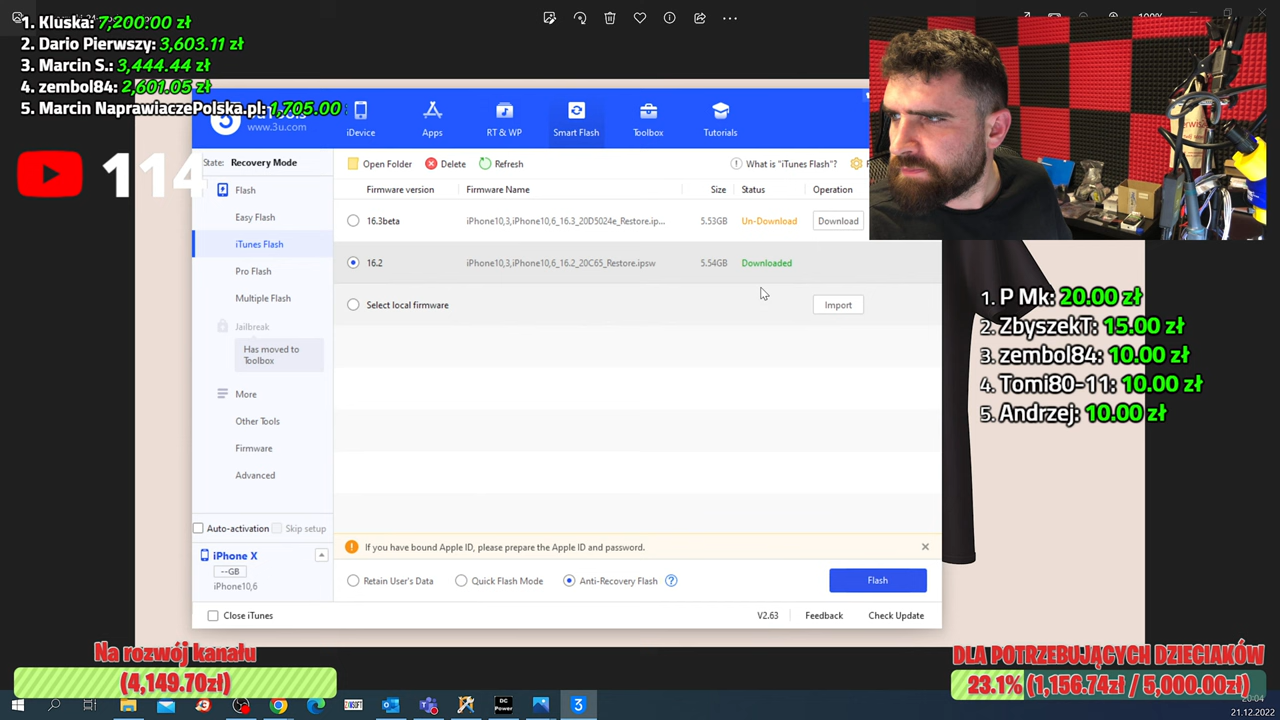 1. Kluska: 7,200.00 zł
2. Dario Pierwszy: 3,603.11 zł
3. Marcin S.: 3,444.44 zł
4. zembol84: 2,601.05 zł
5. Marcin NaprawiaczePolska.pl: 1,705.00
100%
www.3u.com
iDevice
Apps
RT & WP
Smart Flash
Toolbox
Tutorials
114
State: Recovery Mode
Open Folder
Delete
Refresh
What is "iTunes Flash"?
Firmware version
Firmware Name
Size
Status
Operation
16.3beta
iPhone10,3,iPhone10,6_16.3_20D5024e_Restore.ip...
5.53GB
Un-Download
Download
16.2
iPhone10,3,iPhone10,6_16.2_20C65_Restore.ipsw
5.54GB
Downloaded
Select local firmware
Import
Flash
Easy Flash
iTunes Flash
Pro Flash
Multiple Flash
Jailbreak
Has moved to
Toolbox
More
Other Tools
Firmware
Advanced
1. P Mk: 20.00 zł
2. ZbyszekT: 15.00 zł
3. zembol84: 10.00 zł
4. Tomi80-11: 10.00 zł
5. Andrzej: 10.00 zł
Auto-activation
Skip setup
iPhone X
--GB
iPhone10,6
If you have bound Apple ID, please prepare the Apple ID and password.
Retain User's Data
Quick Flash Mode
Anti-Recovery Flash
Flash
Close iTunes
V2.63
Feedback
Check Update
Na rozwój kanału
(4,149.70zł)
DLA POTRZEBUJĄCYCH DZIECIAKÓW
23.1% (1,156.74zł / 5,000.00zł)
DC
Power
3
20:04
21.12.2022